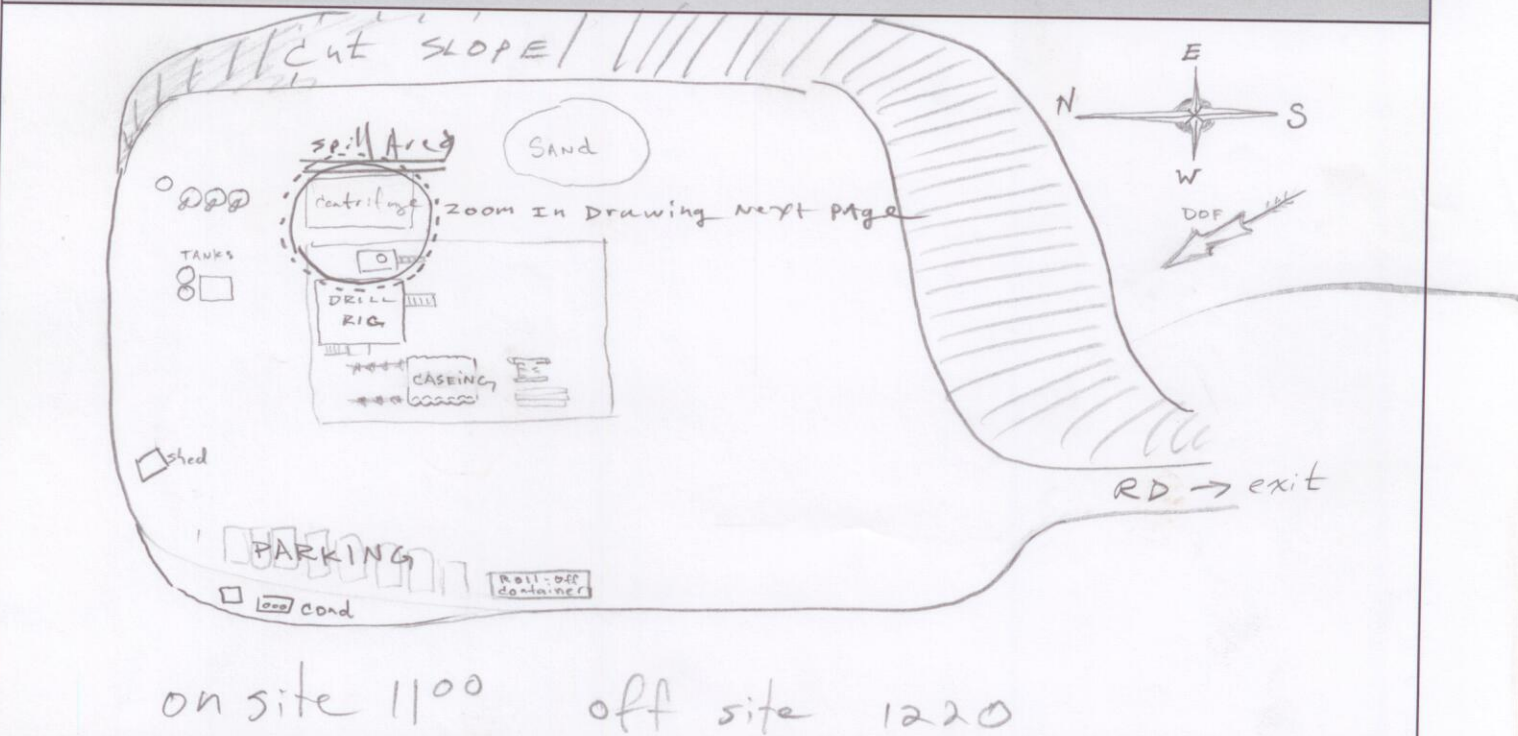 Cut SLOPE
E
N
S
W
spill Area
SAND
centrifuge
zoom In Drawing Next PAge
DOF
TANKS
DRILL
RIG
CASEING
shed
RD → exit
PARKING
Roll-off
container
cond
on site 1100 off site 1220